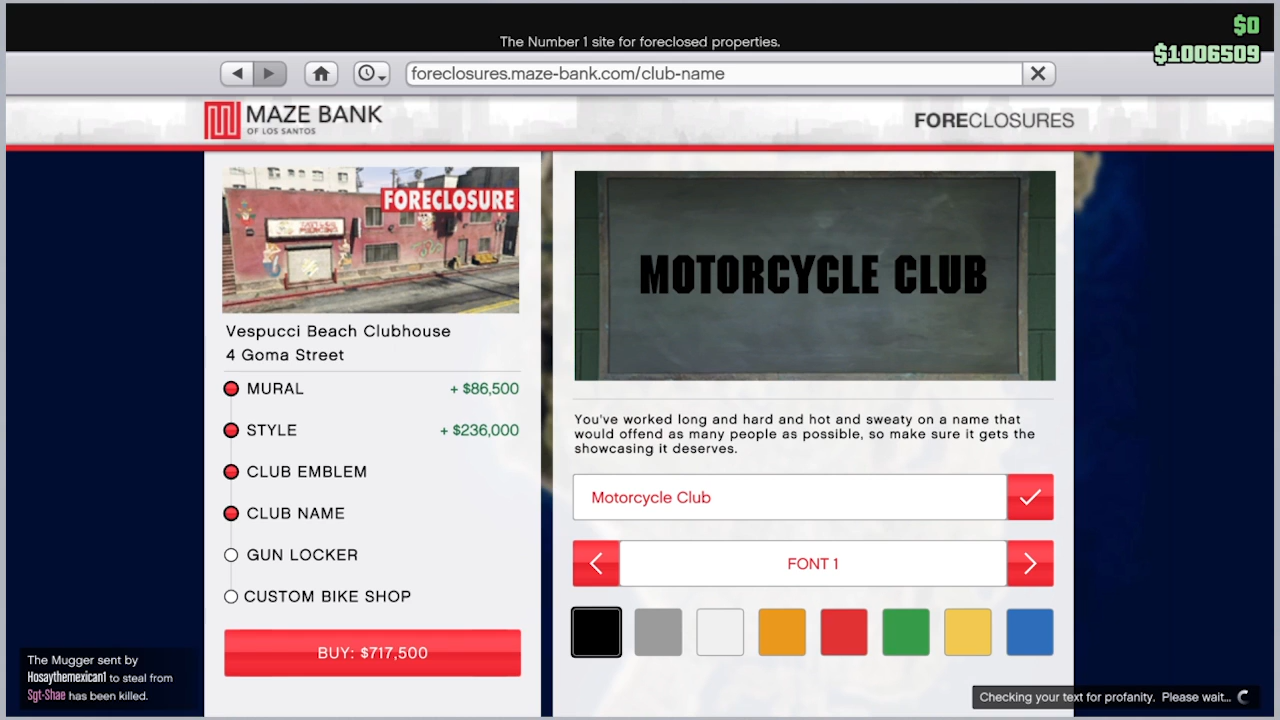 $0
The Number 1 site for foreclosed properties.
$1006509
foreclosures.maze-bank.com/club-name
MAZE BANK
OF LOS SANTOS
FORECLOSURES
FORECLOSURE
Vespucci Beach Clubhouse
4 Goma Street
MURAL + $86,500
STYLE + $236,000
CLUB EMBLEM
CLUB NAME
GUN LOCKER
CUSTOM BIKE SHOP
BUY: $717,500
MOTORCYCLE CLUB
You've worked long and hard and hot and sweaty on a name that
would offend as many people as possible, so make sure it gets the
showcasing it deserves.
Motorcycle Club
FONT 1
The Mugger sent by
Hosaythemexican1 to steal from
Sgt-Shae has been killed.
Checking your text for profanity. Please wait...